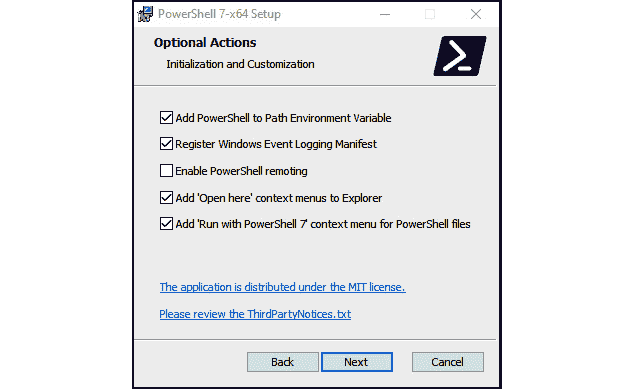 PowerShell 7-x64 Setup
Optional Actions
Initialization and Customization
Add PowerShell to Path Environment Variable
Register Windows Event Logging Manifest
Enable PowerShell remoting
Add 'Open here' context menus to Explorer
Add 'Run with PowerShell 7' context menu for PowerShell files
The application is distributed under the MIT license.
Please review the ThirdPartyNotices.txt
Back Next Cancel